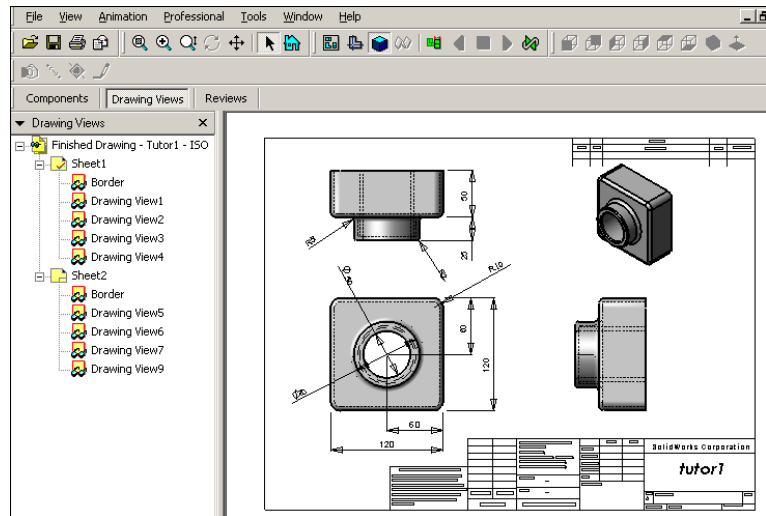 File View Animation Professional Tools Window Help
Components Drawing Views Reviews
Drawing Views
Finished Drawing - Tutor1 - ISO
Sheet1
Border
Drawing View1
Drawing View2
Drawing View3
Drawing View4
Sheet2
Border
Drawing View5
Drawing View6
Drawing View7
Drawing View9
50
25
R10
60
120
60
120
SolidWorks Corporation
tutor1